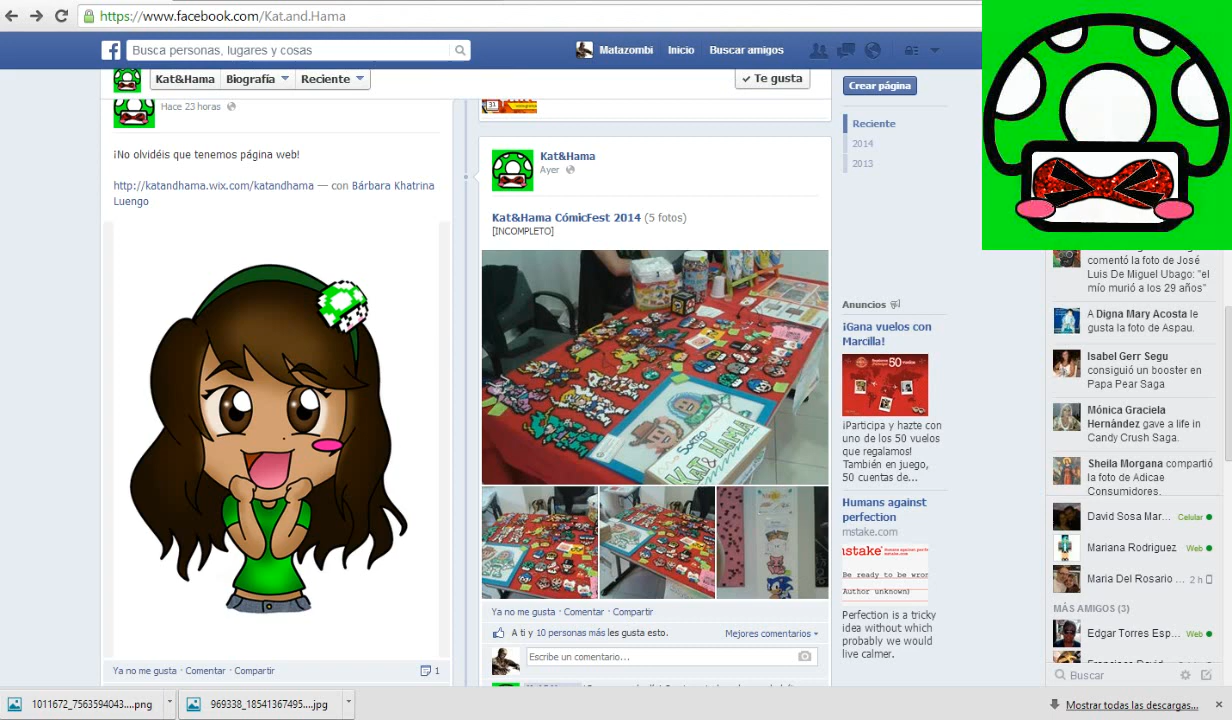 https://www.facebook.com/Kat.and.Hama
Busca personas, lugares y cosas
Matazombi
Inicio
Buscar amigos
Kat&Hama
Biografía
Reciente
Te gusta
Crear página
Hace 23 horas
¡No olvidéis que tenemos página web!
http://katandhama.wix.com/katandhama — con Bárbara Khatrina
Luengo
Ya no me gusta · Comentar · Compartir
1
31
Kat&Hama
Ayer
Kat&Hama CómicFest 2014 (5 fotos)
[INCOMPLETO]
SORTEO
KAT&HAMA
Ya no me gusta · Comentar · Compartir
A ti y 10 personas más les gusta esto.
Mejores comentarios
Escribe un comentario...
Reciente
2014
2013
Anuncios
¡Gana vuelos con
Marcilla!
¡Participa y hazte con
uno de los 50 vuelos
que regalamos!
También en juego,
50 cuentas de...
Humans against
perfection
mstake.com
mstake
Be ready to be wron
Author unknown)
Perfection is a tricky
idea without which
probably we would
live calmer.
comentó la foto de José
Luis De Miguel Ubago: "el
mío murió a los 29 años"
A Digna Mary Acosta le
gusta la foto de Aspau.
Isabel Gerr Segu
consiguió un booster en
Papa Pear Saga
Mónica Graciela
Hernàndez gave a life in
Candy Crush Saga.
Sheila Morgana compartió
la foto de Adicae
Consumidores.
David Sosa Mar...
Celular
Mariana Rodriguez
Web
Maria Del Rosario ...
2 h
MÁS AMIGOS (3)
Edgar Torres Esp...
Web
Buscar
1011672_7563594043....png
969338_18541367495....jpg
Mostrar todas las descargas...